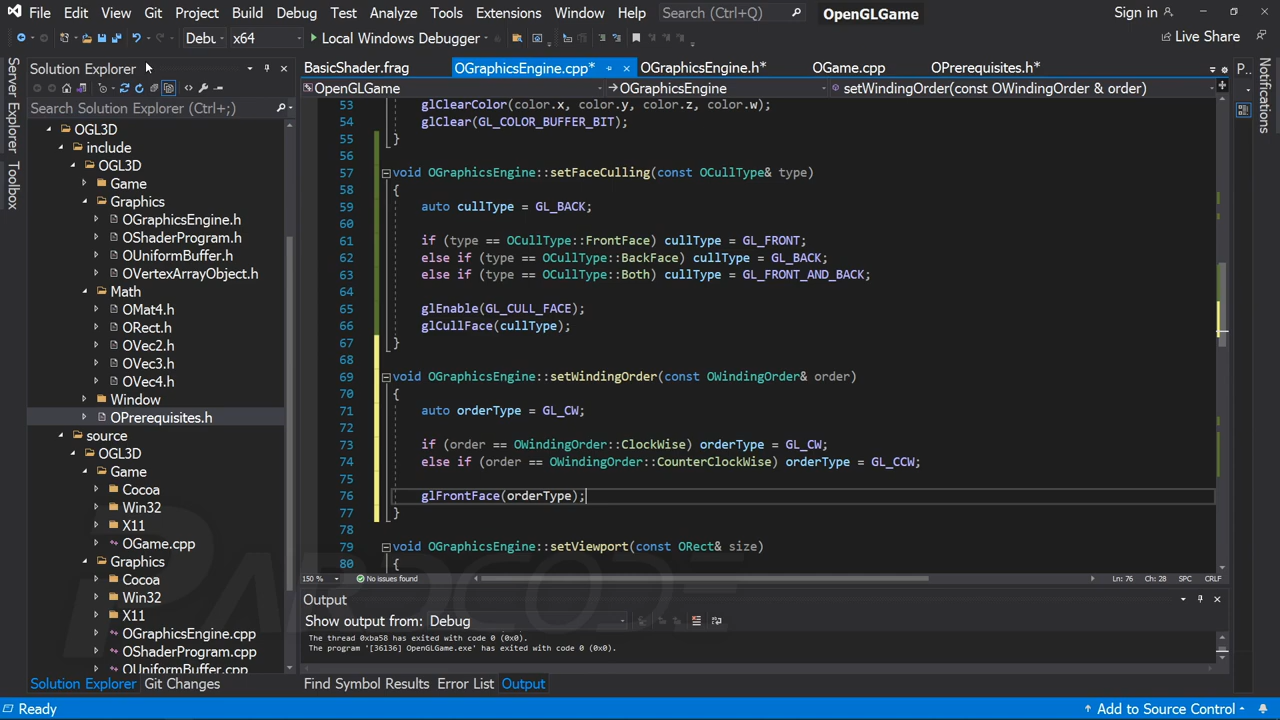 File Edit View Git Project Build Debug Test Analyze Tools Extensions Window Help Search (Ctrl+Q) OpenGLGame Sign in
Debu x64 Local Windows Debugger Live Share
Server Explorer
Toolbox
Solution Explorer
Search Solution Explorer (Ctrl+;)
OGL3D
include
OGL3D
Game
Graphics
OGraphicsEngine.h
OShaderProgram.h
OUniformBuffer.h
OVertexArrayObject.h
Math
OMat4.h
ORect.h
OVec2.h
OVec3.h
OVec4.h
Window
OPrerequisites.h
source
OGL3D
Game
Cocoa
Win32
X11
OGame.cpp
Graphics
Cocoa
Win32
X11
OGraphicsEngine.cpp
OShaderProgram.cpp
OUniformBuffer.cpp
Solution Explorer Git Changes
BasicShader.frag OGraphicsEngine.cpp* OGraphicsEngine.h* OGame.cpp OPrerequisites.h*
OpenGLGame OGraphicsEngine setWindingOrder(const OWindingOrder & order)
53 glClearColor(color.x, color.y, color.z, color.w);
54 glClear(GL_COLOR_BUFFER_BIT);
55 }
56
57 void OGraphicsEngine::setFaceCulling(const OCullType& type)
58 {
59 auto cullType = GL_BACK;
60
61 if (type == OCullType::FrontFace) cullType = GL_FRONT;
62 else if (type == OCullType::BackFace) cullType = GL_BACK;
63 else if (type == OCullType::Both) cullType = GL_FRONT_AND_BACK;
64
65 glEnable(GL_CULL_FACE);
66 glCullFace(cullType);
67 }
68
69 void OGraphicsEngine::setWindingOrder(const OWindingOrder& order)
70 {
71 auto orderType = GL_CW;
72
73 if (order == OWindingOrder::ClockWise) orderType = GL_CW;
74 else if (order == OWindingOrder::CounterClockWise) orderType = GL_CCW;
75
76 glFrontFace(orderType);
77 }
78
79 void OGraphicsEngine::setViewport(const ORect& size)
80 {
150 % No issues found Ln: 76 Ch: 28 SPC CRLF
Output
Show output from: Debug
The thread 0xba58 has exited with code 0 (0x0).
The program '[36136] OpenGLGame.exe' has exited with code 0 (0x0).
Find Symbol Results Error List Output
P..
Notifications
PARDCODE
Ready Add to Source Control